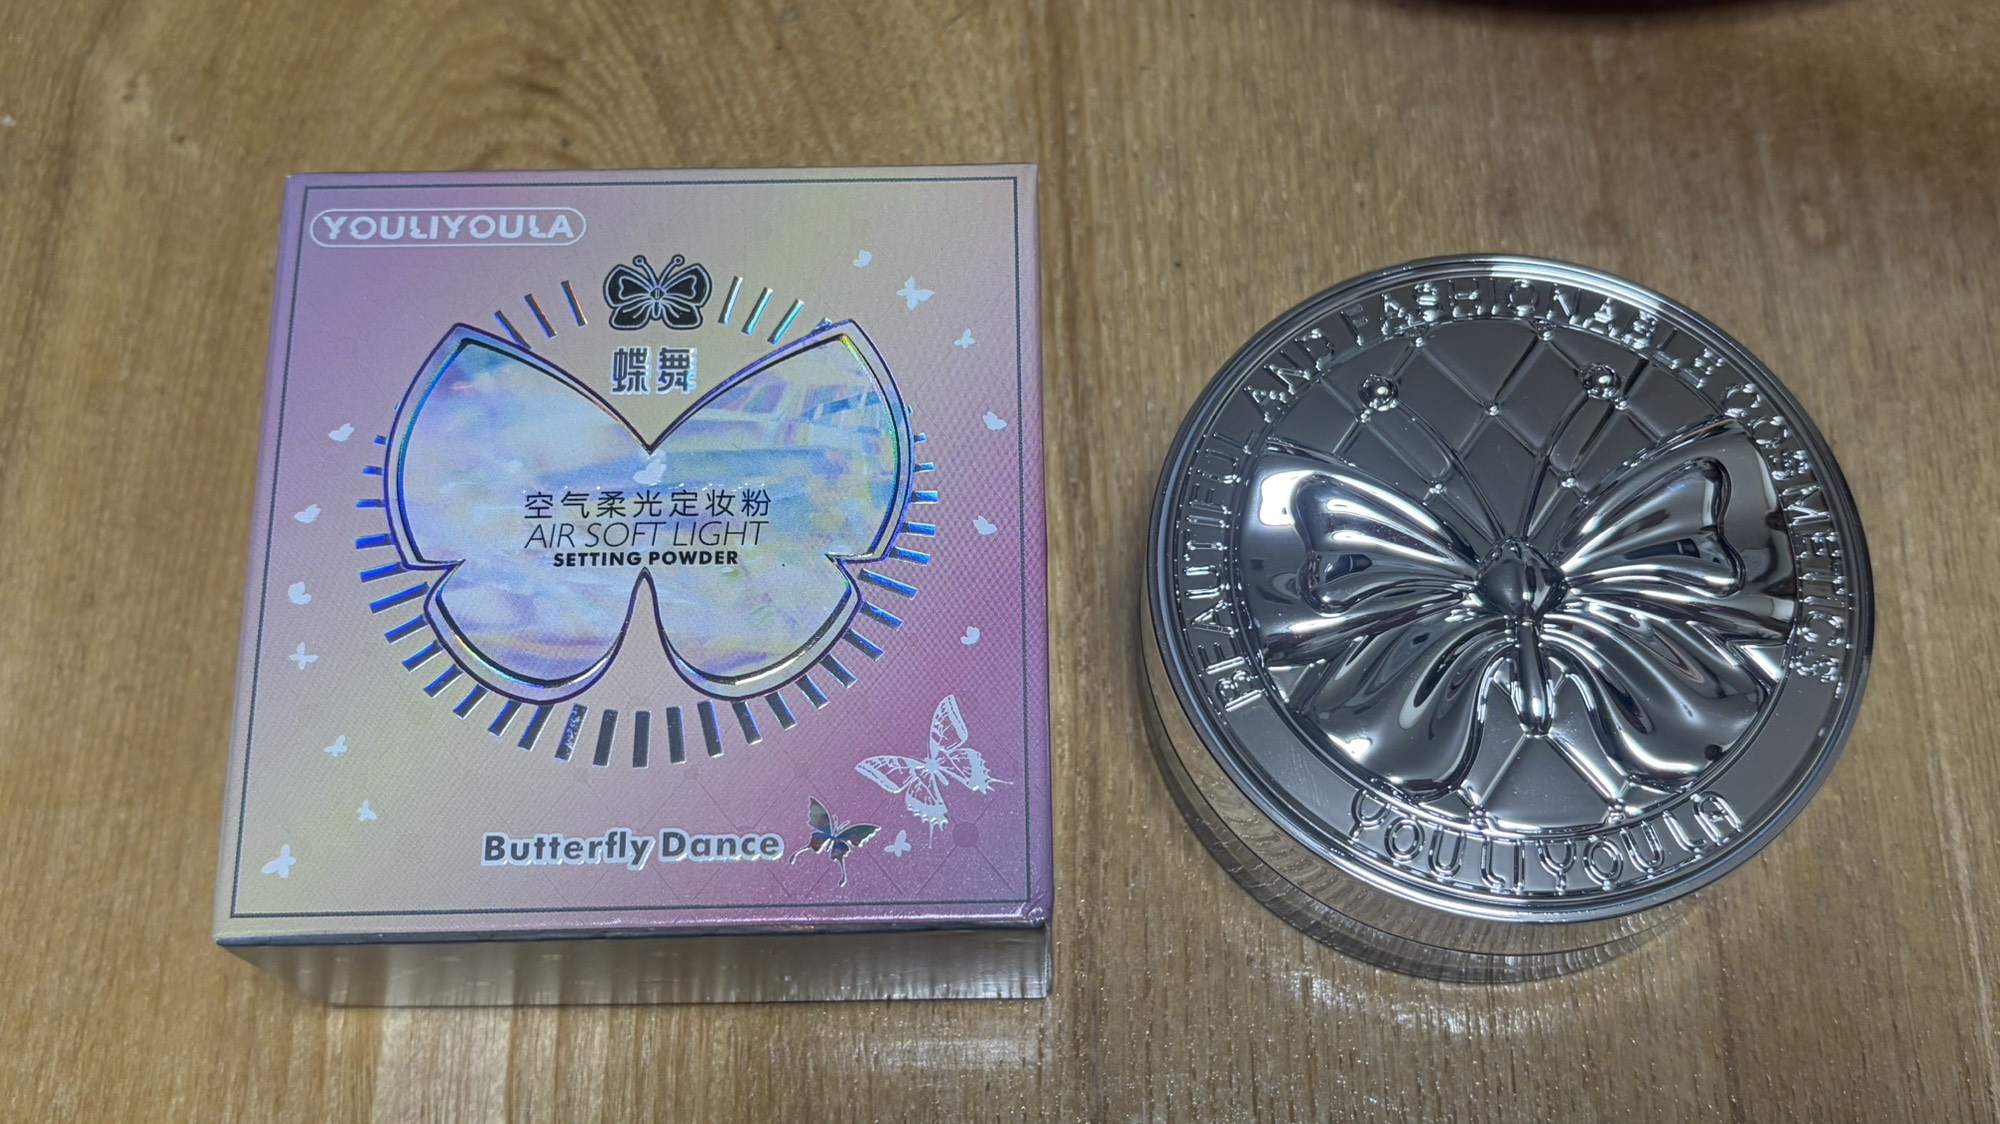 YOULIYOULA
蝶舞
空气柔光定妆粉
AIR SOFT LIGHT
SETTING POWDER
Butterfly Dance
BEAUTIFUL AND FASHIONABLE COSMETICS
YOULIYOULA